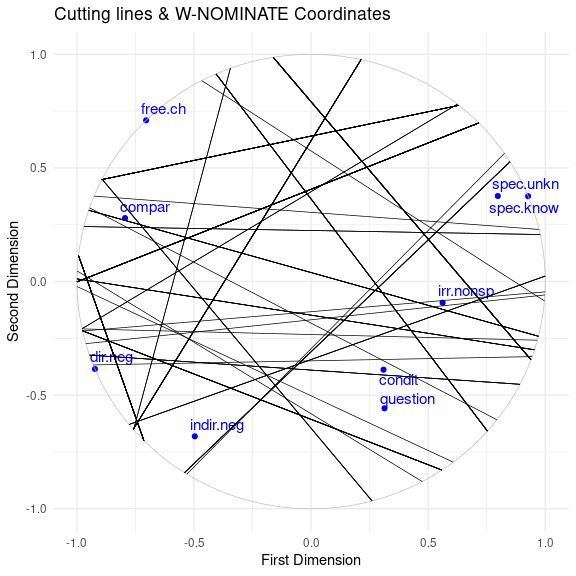 Cutting lines & W-NOMINATE Coordinates
1.0
free.ch
0.5
spec.unkn
compar
spec.know
Second Dimension
0.0
irr.nonsp
dir.neg
condit
-0.5
question
indir.neg
-1.0
-1.0
-0.5
0.0
0.5
1.0
First Dimension